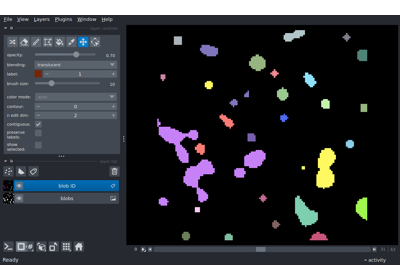 File View Layers Plugins Window Help
opacity: 0.70
blending: translucent
label: 1
brush size: 10
color mode:
contour: 0
n edit dim: 2
contiguous:
preserve labels:
show selected:
blob ID
blobs
Ready
activity